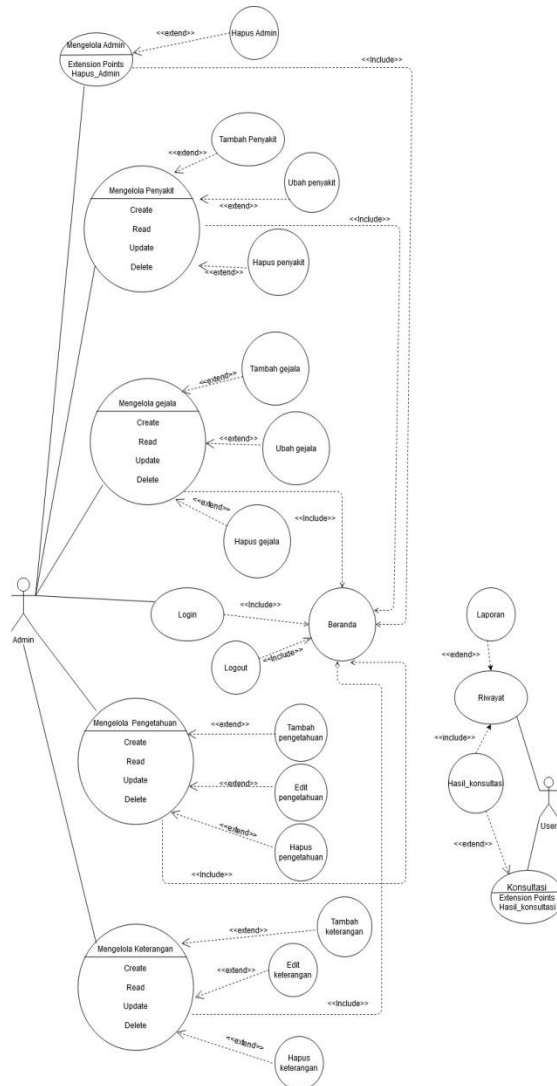 Mengelola Admin
Extension Points
Hapus_Admin
<<extend>>
Hapus Admin
<<Include>>
Tambah Penyakit
<<extend>>
Ubah penyakit
<<extend>>
Mengelola Penyakit
Create
Read
Update
Delete
<<Include>>
Hapus penyakit
<<extend>>
Tambah gejala
<<extend>>
Mengelola gejala
Create
Read
Update
Delete
<<extend>>
Ubah gejala
<<extend>>
Hapus gejala
<<Include>>
Admin
Login
<<Include>>
Beranda
Logout
<<Include>>
Laporan
<<extend>>
Riwayat
<<include>>
Hasil_konsultasi
<<extend>>
User
Konsultasi
Extension Points
Hasil_konsultasi
Mengelola Pengetahuan
Create
Read
Update
Delete
<<extend>>
Tambah
pengetahuan
<<extend>>
Edit
pengetahuan
<<extend>>
Hapus
pengetahuan
<<Include>>
Mengelola Keterangan
Create
Read
Update
Delete
<<extend>>
Tambah
keterangan
<<extend>>
Edit
keterangan
<<Include>>
<<extend>>
Hapus
keterangan